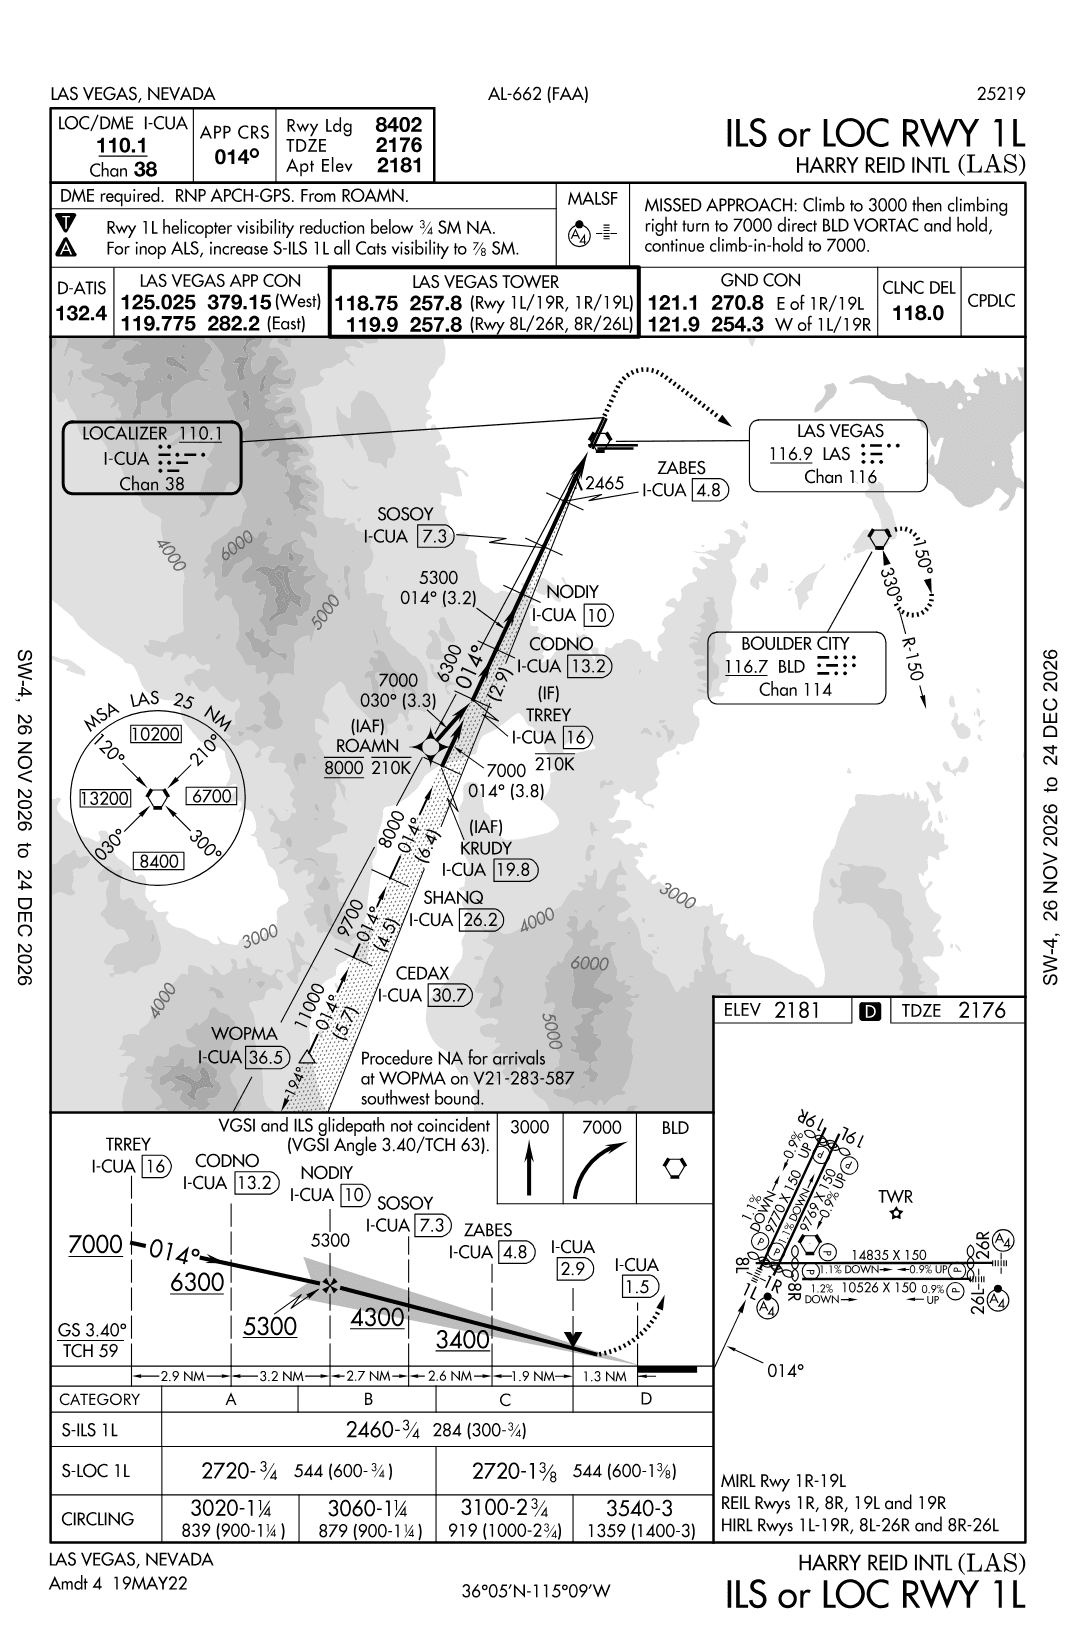 LAS VEGAS, NEVADA
AL-662 (FAA)
25219
LOC/DME I-CUA
110.1
Chan 38
APP CRS
014°
Rwy Ldg 8402
TDZE 2176
Apt Elev 2181
ILS or LOC RWY 1L
HARRY REID INTL (LAS)
DME required. RNP APCH-GPS. From ROAMN.
T
A
Rwy 1L helicopter visibility reduction below ¾ SM NA.
For inop ALS, increase S-ILS 1L all Cats visibility to ⅞ SM.
MALSF
A4
MISSED APPROACH: Climb to 3000 then climbing
right turn to 7000 direct BLD VORTAC and hold,
continue climb-in-hold to 7000.
D-ATIS
132.4
LAS VEGAS APP CON
125.025 379.15 (West)
119.775 282.2 (East)
LAS VEGAS TOWER
118.75 257.8 (Rwy 1L/19R, 1R/19L)
119.9 257.8 (Rwy 8L/26R, 8R/26L)
GND CON
121.1 270.8 E of 1R/19L
121.9 254.3 W of 1L/19R
CLNC DEL
118.0
CPDLC
LOCALIZER 110.1
I-CUA
Chan 38
LAS VEGAS
116.9 LAS
Chan 116
ZABES
I-CUA 4.8
2465
SOSOY
I-CUA 7.3
4000
6000
5000
5300
014° (3.2)
NODIY
I-CUA 10
CODNO
I-CUA 13.2
6300
014°
(2.9)
7000
030° (3.3)
(IF)
TRREY
I-CUA 16
210K
(IAF)
ROAMN
8000 210K
7000
014° (3.8)
150°
330°
R-150
BOULDER CITY
116.7 BLD
Chan 114
MSA LAS 25 NM
10200
120°
210°
13200
6700
030°
300°
8400
8000
014°
(6.4)
(IAF)
KRUDY
I-CUA 19.8
SHANQ
I-CUA 26.2
9700
014°
(4.5)
CEDAX
I-CUA 30.7
11000
014°
(5.7)
WOPMA
I-CUA 36.5
194°
3000
4000
3000
4000
6000
5000
Procedure NA for arrivals
at WOPMA on V21-283-587
southwest bound.
SW-4, 26 NOV 2026 to 24 DEC 2026
SW-4, 26 NOV 2026 to 24 DEC 2026
ELEV 2181
D
TDZE 2176
19R
19L
0.9% UP
1.1% DOWN
9770 X 150
9769 X 150
1.1% DOWN
0.9% UP
P
P
P
P
P
P
P
P
TWR
A4
26R
14835 X 150
1.1% DOWN
0.9% UP
8L
8R
1L
1R
1.2% DOWN
10526 X 150
0.9% UP
26L
A4
A4
014°
MIRL Rwy 1R-19L
REIL Rwys 1R, 8R, 19L and 19R
HIRL Rwys 1L-19R, 8L-26R and 8R-26L
VGSI and ILS glidepath not coincident
(VGSI Angle 3.40/TCH 63).
3000
7000
BLD
TRREY
I-CUA 16
CODNO
I-CUA 13.2
NODIY
I-CUA 10
SOSOY
I-CUA 7.3
ZABES
I-CUA 4.8
I-CUA
2.9
I-CUA
1.5
7000
014°
6300
5300
5300
4300
3400
GS 3.40°
TCH 59
2.9 NM
3.2 NM
2.7 NM
2.6 NM
1.9 NM
1.3 NM
CATEGORY A B C D
S-ILS 1L 2460-¾ 284 (300-¾)
S-LOC 1L 2720-¾ 544 (600-¾) 2720-1⅜ 544 (600-1⅜)
CIRCLING
3020-1¼ 3060-1¼ 3100-2¾ 3540-3
839 (900-1¼) 879 (900-1¼) 919 (1000-2¾) 1359 (1400-3)
LAS VEGAS, NEVADA
Amdt 4 19MAY22
36°05'N-115°09'W
HARRY REID INTL (LAS)
ILS or LOC RWY 1L